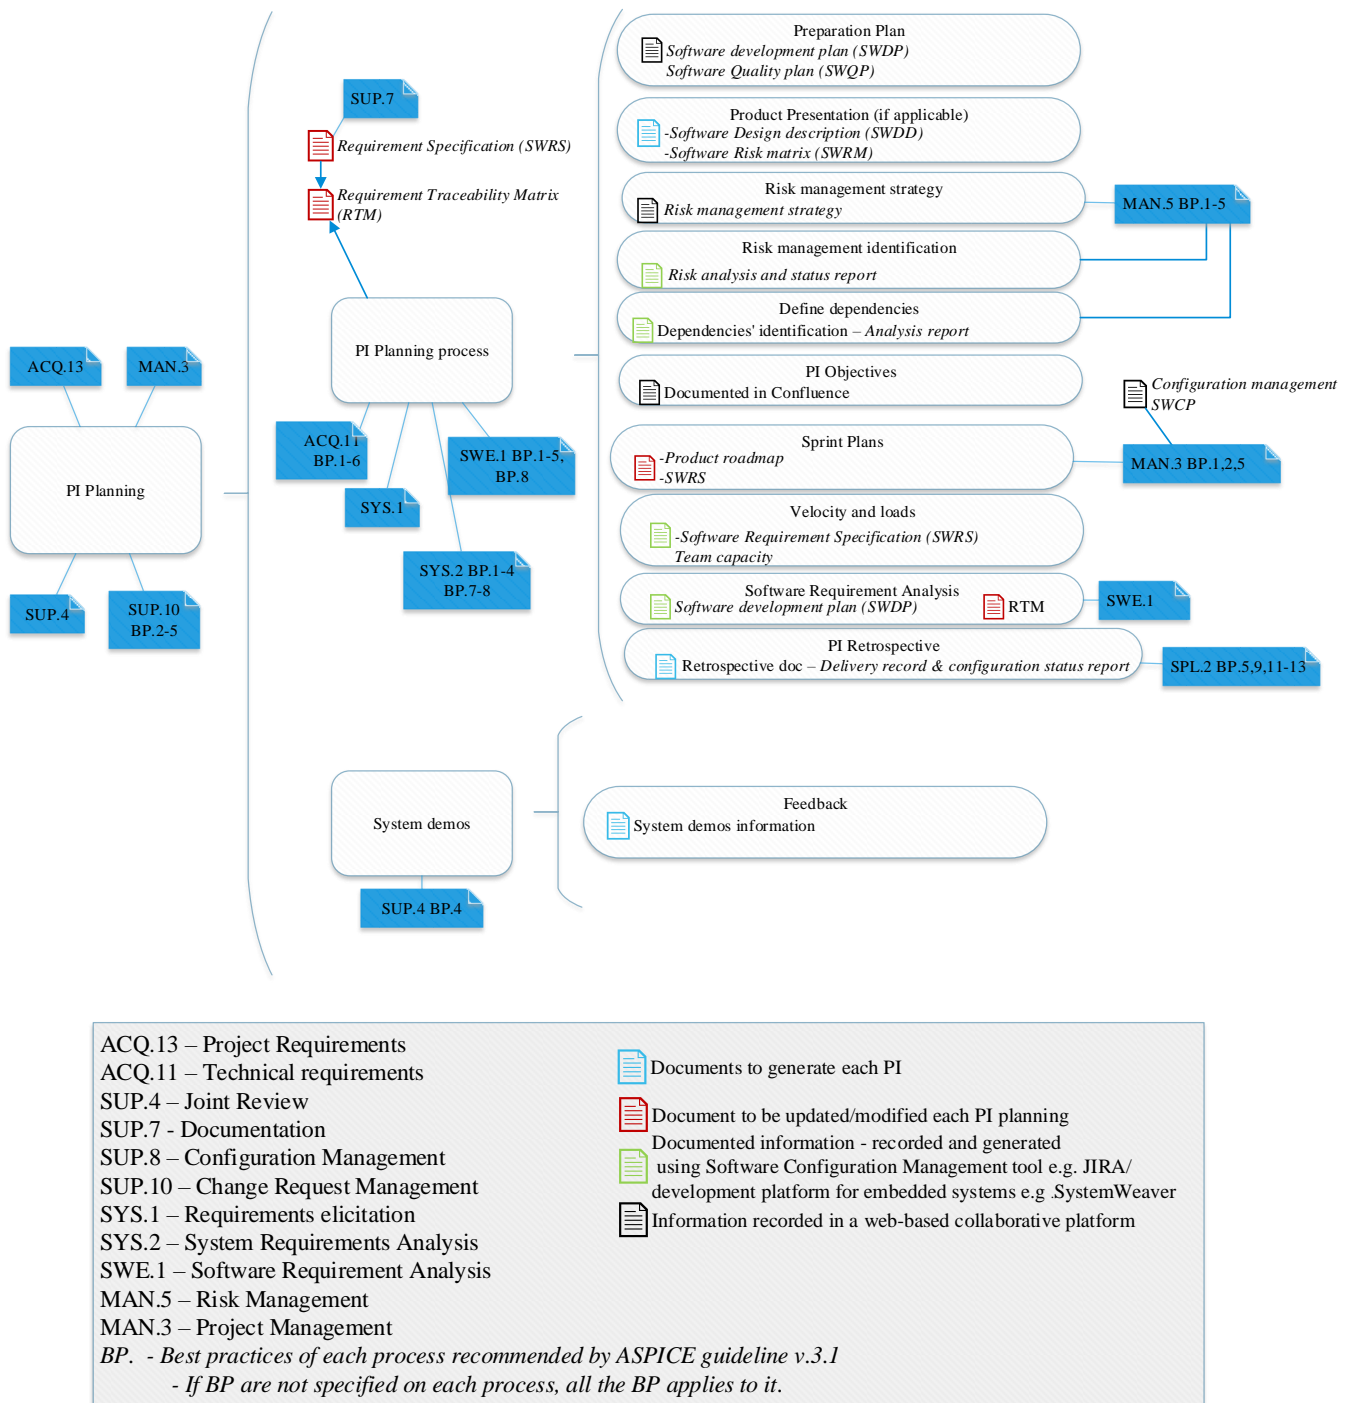 Preparation Plan
Software development plan (SWDP)
Software Quality plan (SWQP)
SUP.7
Product Presentation (if applicable)
-Software Design description (SWDD)
-Software Risk matrix (SWRM)
Requirement Specification (SWRS)
Requirement Traceability Matrix
(RTM)
Risk management strategy
Risk management strategy
MAN.5 BP.1-5
Risk management identification
Risk analysis and status report
Define dependencies
Dependencies' identification – Analysis report
PI Planning process
ACQ.13
MAN.3
PI Objectives
Documented in Confluence
Configuration management
SWCP
ACQ.11
BP.1-6
SWE.1 BP.1-5,
BP.8
Sprint Plans
-Product roadmap
-SWRS
MAN.3 BP.1,2,5
PI Planning
SYS.1
Velocity and loads
-Software Requirement Specification (SWRS)
Team capacity
SYS.2 BP.1-4
BP.7-8
Software Requirement Analysis
Software development plan (SWDP)
RTM
SWE.1
SUP.4
SUP.10
BP.2-5
PI Retrospective
Retrospective doc – Delivery record & configuration status report
SPL.2 BP.5,9,11-13
System demos
Feedback
System demos information
SUP.4 BP.4
ACQ.13 – Project Requirements
ACQ.11 – Technical requirements
SUP.4 – Joint Review
SUP.7 - Documentation
SUP.8 – Configuration Management
SUP.10 – Change Request Management
SYS.1 – Requirements elicitation
SYS.2 – System Requirements Analysis
SWE.1 – Software Requirement Analysis
MAN.5 – Risk Management
MAN.3 – Project Management
BP. - Best practices of each process recommended by ASPICE guideline v.3.1
- If BP are not specified on each process, all the BP applies to it.
Documents to generate each PI
Document to be updated/modified each PI planning
Documented information - recorded and generated
using Software Configuration Management tool e.g. JIRA/
development platform for embedded systems e.g .SystemWeaver
Information recorded in a web-based collaborative platform